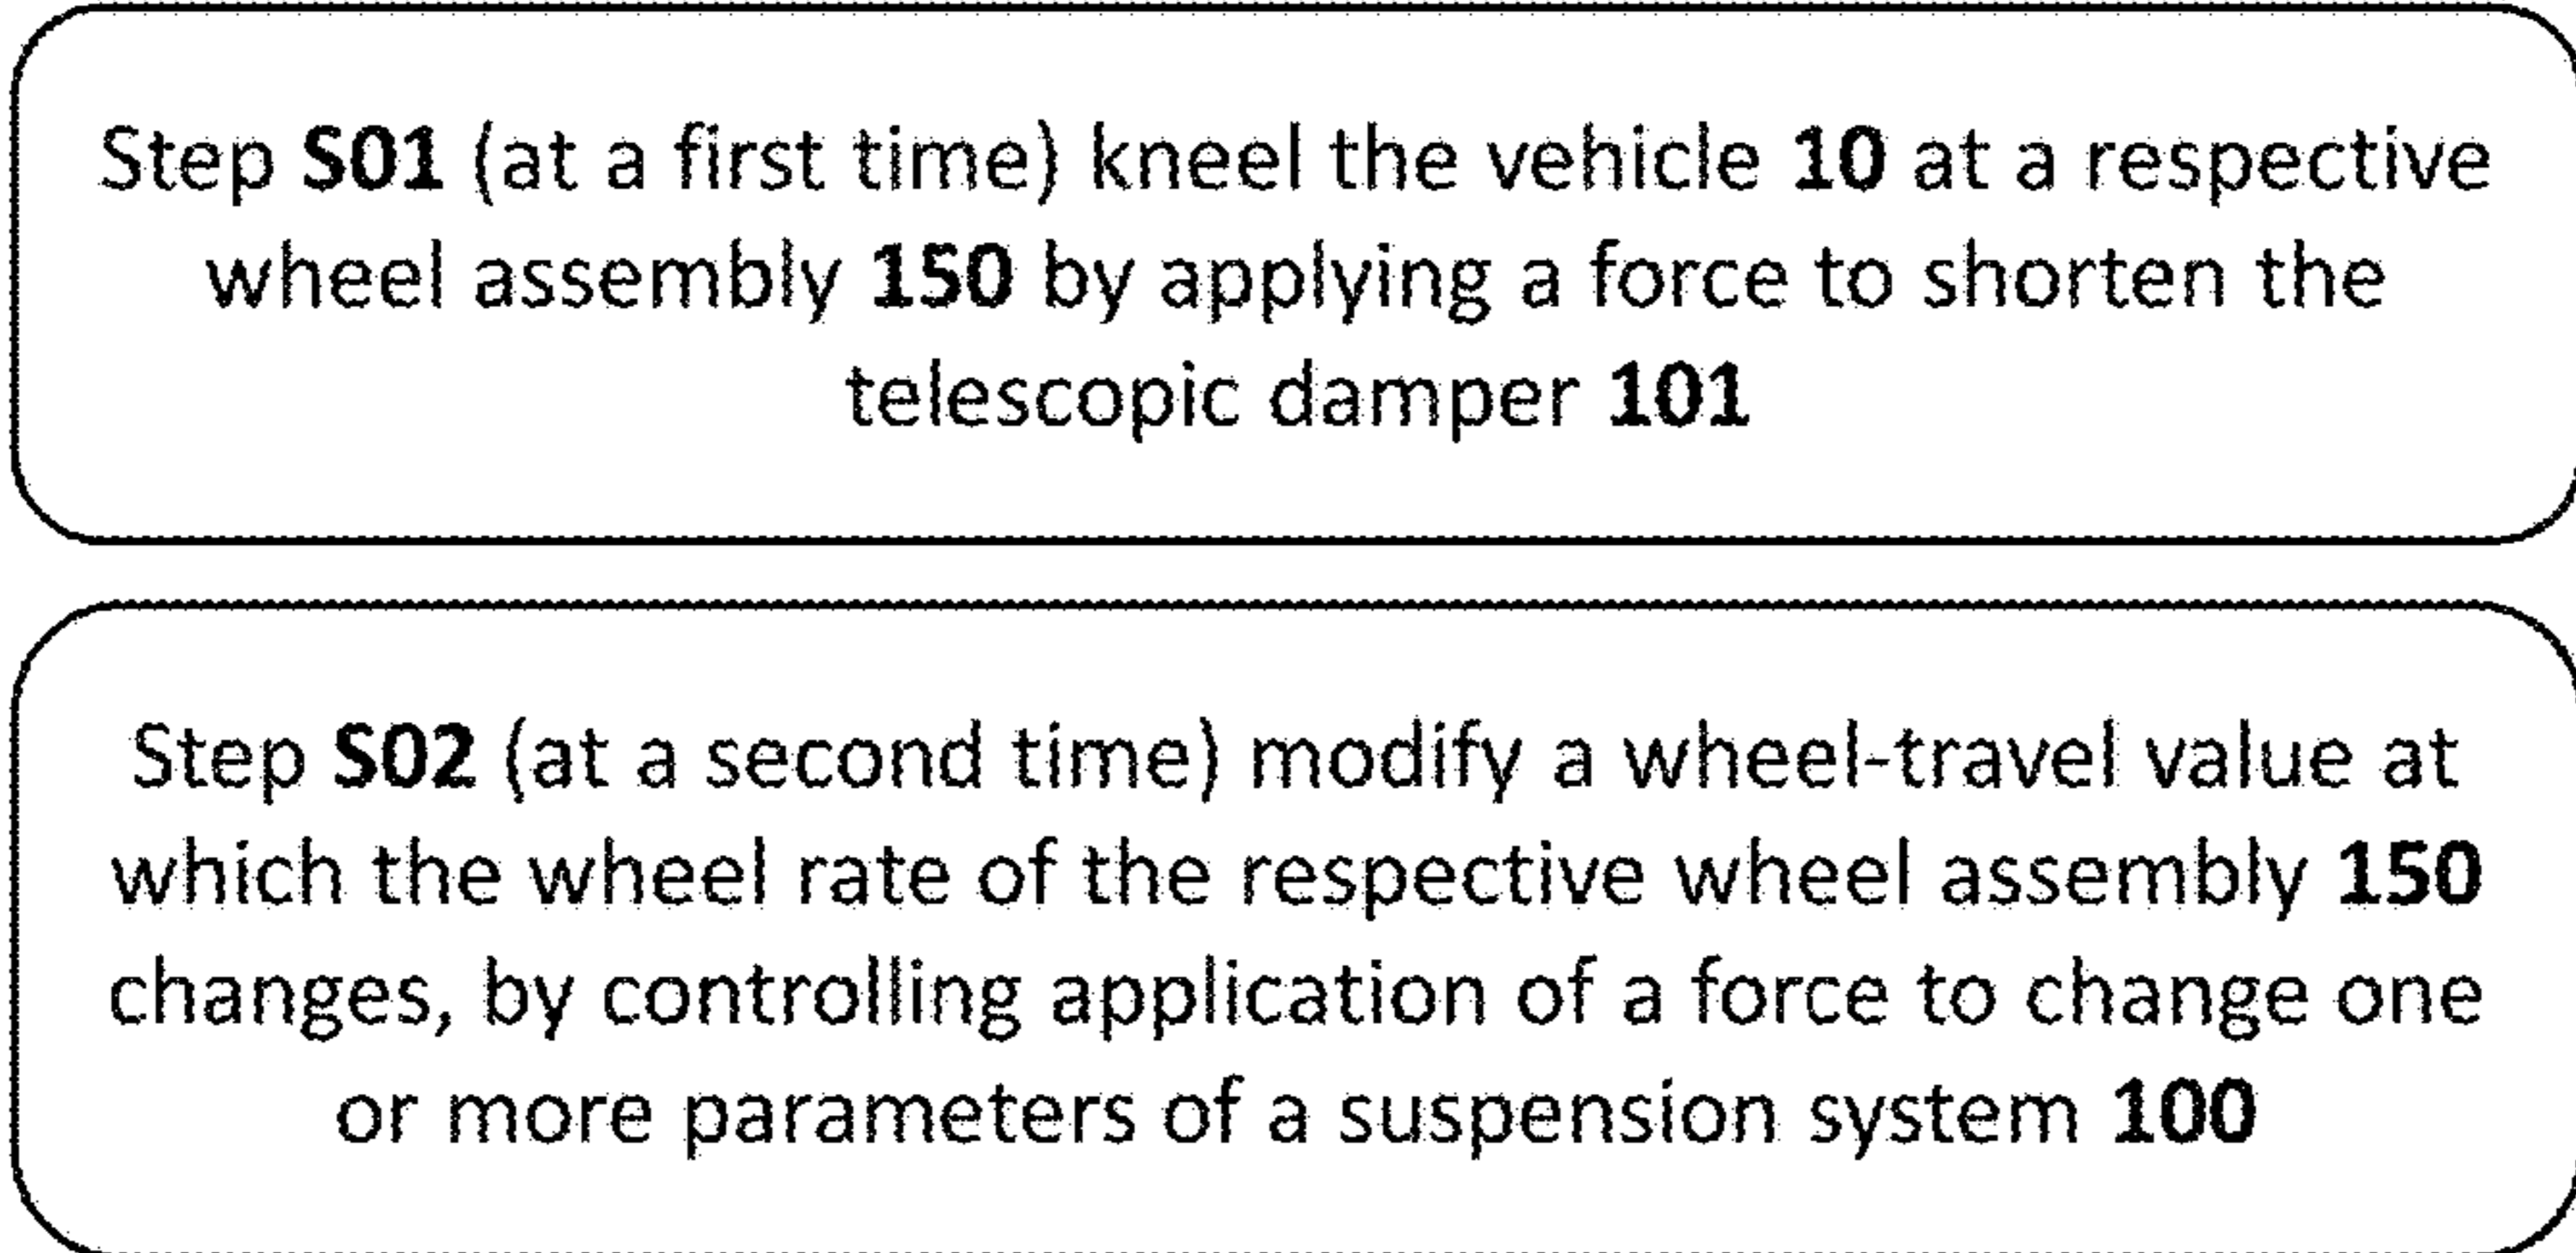 Step S01 (at a first time) kneel the vehicle 10 at a respective
wheel assembly 150 by applying a force to shorten the
telescopic damper 101
Step S02 (at a second time) modify a wheel-travel value at
which the wheel rate of the respective wheel assembly 150
changes, by controlling application of a force to change one
or more parameters of a suspension system 100